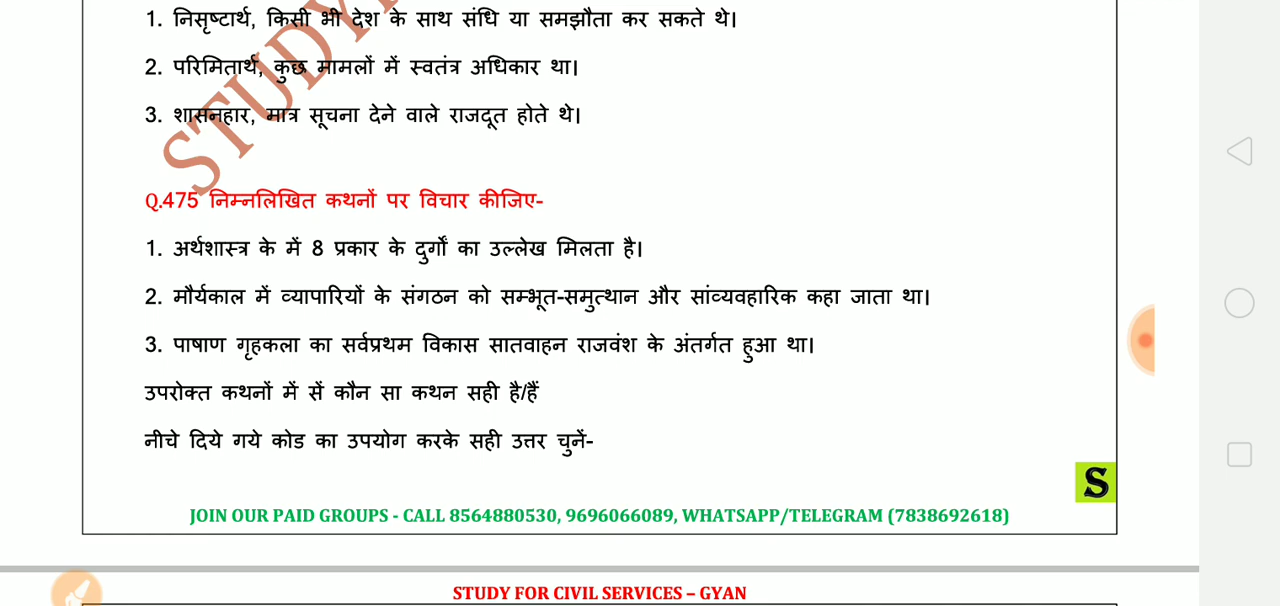 1. निसृष्टार्थ, किसी भी देश के साथ संधि या समझौता कर सकते थे।
2. परिमितार्थ, कुछ मामलों में स्वतंत्र अधिकार था।
3. शासनहार, मात्र सूचना देने वाले राजदूत होते थे।
STUDY
Q.475 निम्नलिखित कथनों पर विचार कीजिए-
1. अर्थशास्त्र के में 8 प्रकार के दुर्गों का उल्लेख मिलता है।
2. मौर्यकाल में व्यापारियों के संगठन को सम्भूत-समुत्थान और सांव्यवहारिक कहा जाता था।
3. पाषाण गृहकला का सर्वप्रथम विकास सातवाहन राजवंश के अंतर्गत हुआ था।
उपरोक्त कथनों में सें कौन सा कथन सही है/हैं
नीचे दिये गये कोड का उपयोग करके सही उत्तर चुनें-
S
JOIN OUR PAID GROUPS - CALL 8564880530, 9696066089, WHATSAPP/TELEGRAM (7838692618)
STUDY FOR CIVIL SERVICES – GYAN